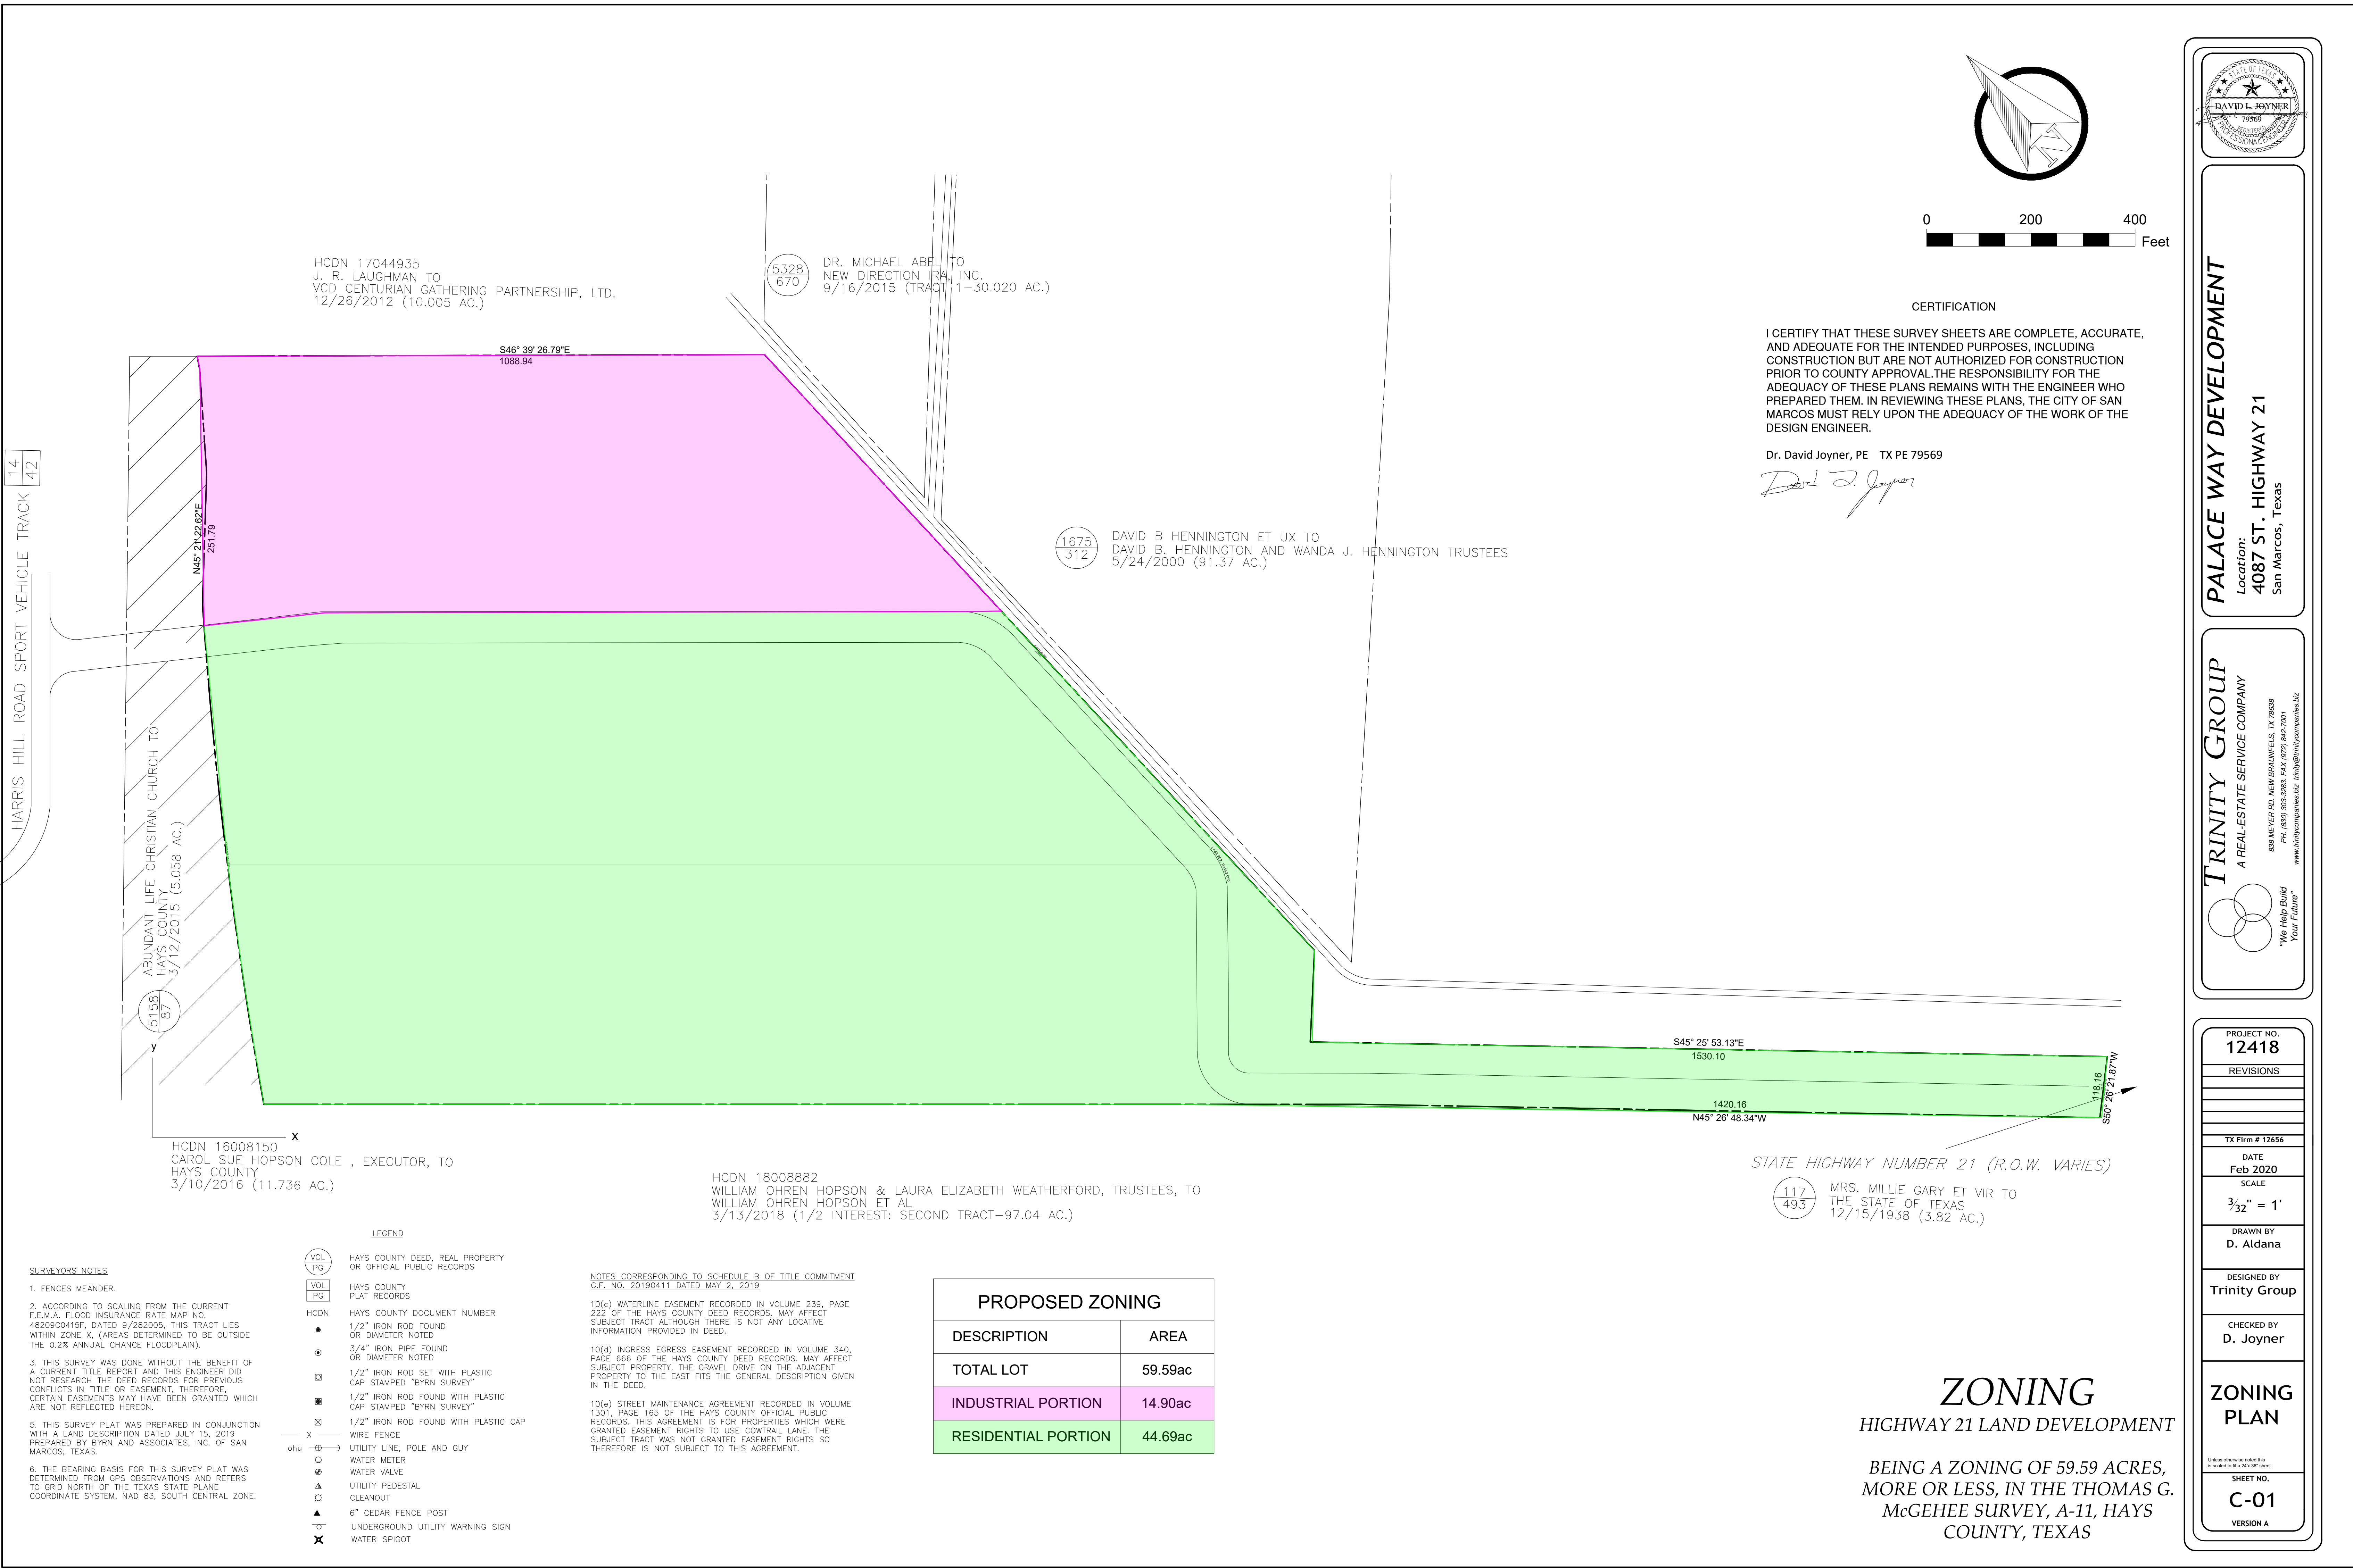 HCDN 17044935
J. R. LAUGHMAN TO
VCD CENTURIAN GATHERING PARTNERSHIP, LTD.
12/26/2012 (10.005 AC.)
5328
670
DR. MICHAEL ABEL TO
NEW DIRECTION IRA, INC.
9/16/2015 (TRACT 1-30.020 AC.)
N
0 200 400
Feet
CERTIFICATION
I CERTIFY THAT THESE SURVEY SHEETS ARE COMPLETE, ACCURATE,
AND ADEQUATE FOR THE INTENDED PURPOSES, INCLUDING
CONSTRUCTION BUT ARE NOT AUTHORIZED FOR CONSTRUCTION
PRIOR TO COUNTY APPROVAL.THE RESPONSIBILITY FOR THE
ADEQUACY OF THESE PLANS REMAINS WITH THE ENGINEER WHO
PREPARED THEM. IN REVIEWING THESE PLANS, THE CITY OF SAN
MARCOS MUST RELY UPON THE ADEQUACY OF THE WORK OF THE
DESIGN ENGINEER.
Dr. David Joyner, PE TX PE 79569
David L. Joyner
S46° 39' 26.79"E
1088.94
N45° 21' 22.62"E
251.79
14
42
HARRIS HILL ROAD SPORT VEHICLE TRACK
1675
312
DAVID B HENNINGTON ET UX TO
DAVID B. HENNINGTON AND WANDA J. HENNINGTON TRUSTEES
5/24/2000 (91.37 AC.)
ABUNDANT LIFE CHRISTIAN CHURCH TO
HAYS COUNTY
3/12/2015 (5.058 AC.)
5158
87
y
x
S45° 25' 53.13"E
1530.10
1420.16
N45° 26' 48.34"W
118.16
S50° 26' 21.87"W
HCDN 16008150
CAROL SUE HOPSON COLE , EXECUTOR, TO
HAYS COUNTY
3/10/2016 (11.736 AC.)
HCDN 18008882
WILLIAM OHREN HOPSON & LAURA ELIZABETH WEATHERFORD, TRUSTEES, TO
WILLIAM OHREN HOPSON ET AL
3/13/2018 (1/2 INTEREST: SECOND TRACT-97.04 AC.)
STATE HIGHWAY NUMBER 21 (R.O.W. VARIES)
117
493
MRS. MILLIE GARY ET VIR TO
THE STATE OF TEXAS
12/15/1938 (3.82 AC.)
SURVEYORS NOTES
1. FENCES MEANDER.
2. ACCORDING TO SCALING FROM THE CURRENT
F.E.M.A. FLOOD INSURANCE RATE MAP NO.
48209C0415F, DATED 9/282005, THIS TRACT LIES
WITHIN ZONE X, (AREAS DETERMINED TO BE OUTSIDE
THE 0.2% ANNUAL CHANCE FLOODPLAIN).
3. THIS SURVEY WAS DONE WITHOUT THE BENEFIT OF
A CURRENT TITLE REPORT AND THIS ENGINEER DID
NOT RESEARCH THE DEED RECORDS FOR PREVIOUS
CONFLICTS IN TITLE OR EASEMENT, THEREFORE,
CERTAIN EASEMENTS MAY HAVE BEEN GRANTED WHICH
ARE NOT REFLECTED HEREON.
5. THIS SURVEY PLAT WAS PREPARED IN CONJUNCTION
WITH A LAND DESCRIPTION DATED JULY 15, 2019
PREPARED BY BYRN AND ASSOCIATES, INC. OF SAN
MARCOS, TEXAS.
6. THE BEARING BASIS FOR THIS SURVEY PLAT WAS
DETERMINED FROM GPS OBSERVATIONS AND REFERS
TO GRID NORTH OF THE TEXAS STATE PLANE
COORDINATE SYSTEM, NAD 83, SOUTH CENTRAL ZONE.
LEGEND
VOL
PG
HAYS COUNTY DEED, REAL PROPERTY
OR OFFICIAL PUBLIC RECORDS
VOL
PG
HAYS COUNTY
PLAT RECORDS
HCDN HAYS COUNTY DOCUMENT NUMBER
1/2" IRON ROD FOUND
OR DIAMETER NOTED
3/4" IRON PIPE FOUND
OR DIAMETER NOTED
1/2" IRON ROD SET WITH PLASTIC
CAP STAMPED "BYRN SURVEY"
1/2" IRON ROD FOUND WITH PLASTIC
CAP STAMPED "BYRN SURVEY"
1/2" IRON ROD FOUND WITH PLASTIC CAP
X WIRE FENCE
ohu UTILITY LINE, POLE AND GUY
WATER METER
WATER VALVE
UTILITY PEDESTAL
CLEANOUT
6" CEDAR FENCE POST
UNDERGROUND UTILITY WARNING SIGN
WATER SPIGOT
NOTES CORRESPONDING TO SCHEDULE B OF TITLE COMMITMENT
G.F. NO. 20190411 DATED MAY 2, 2019
10(c) WATERLINE EASEMENT RECORDED IN VOLUME 239, PAGE
222 OF THE HAYS COUNTY DEED RECORDS. MAY AFFECT
SUBJECT TRACT ALTHOUGH THERE IS NOT ANY LOCATIVE
INFORMATION PROVIDED IN DEED.
10(d) INGRESS EGRESS EASEMENT RECORDED IN VOLUME 340,
PAGE 666 OF THE HAYS COUNTY DEED RECORDS. MAY AFFECT
SUBJECT PROPERTY. THE GRAVEL DRIVE ON THE ADJACENT
PROPERTY TO THE EAST FITS THE GENERAL DESCRIPTION GIVEN
IN THE DEED.
10(e) STREET MAINTENANCE AGREEMENT RECORDED IN VOLUME
1301, PAGE 165 OF THE HAYS COUNTY OFFICIAL PUBLIC
RECORDS. THIS AGREEMENT IS FOR PROPERTIES WHICH WERE
GRANTED EASEMENT RIGHTS TO USE COWTRAIL LANE. THE
SUBJECT TRACT WAS NOT GRANTED EASEMENT RIGHTS SO
THEREFORE IS NOT SUBJECT TO THIS AGREEMENT.
PROPOSED ZONING
DESCRIPTION AREA
TOTAL LOT 59.59ac
INDUSTRIAL PORTION 14.90ac
RESIDENTIAL PORTION 44.69ac
ZONING
HIGHWAY 21 LAND DEVELOPMENT
BEING A ZONING OF 59.59 ACRES,
MORE OR LESS, IN THE THOMAS G.
McGEHEE SURVEY, A-11, HAYS
COUNTY, TEXAS
STATE OF TEXAS
DAVID L. JOYNER
79569
REGISTERED
PROFESSIONAL ENGINEER
PALACE WAY DEVELOPMENT
Location:
4087 ST. HIGHWAY 21
San Marcos, Texas
TRINITY GROUP
A REAL-ESTATE SERVICE COMPANY
838 MEYER RD. NEW BRAUNFELS, TX 78638
PH. (830) 303-3283. FAX (972) 842-7001
www.trinitycompanies.biz trinity@trinitycompanies.biz
"We Help Build
Your Future"
PROJECT NO.
12418
REVISIONS
TX Firm # 12656
DATE
Feb 2020
SCALE
3/32" = 1'
DRAWN BY
D. Aldana
DESIGNED BY
Trinity Group
CHECKED BY
D. Joyner
ZONING
PLAN
Unless otherwise noted this
is scaled to fit a 24"x 36" sheet
SHEET NO.
C-01
VERSION A